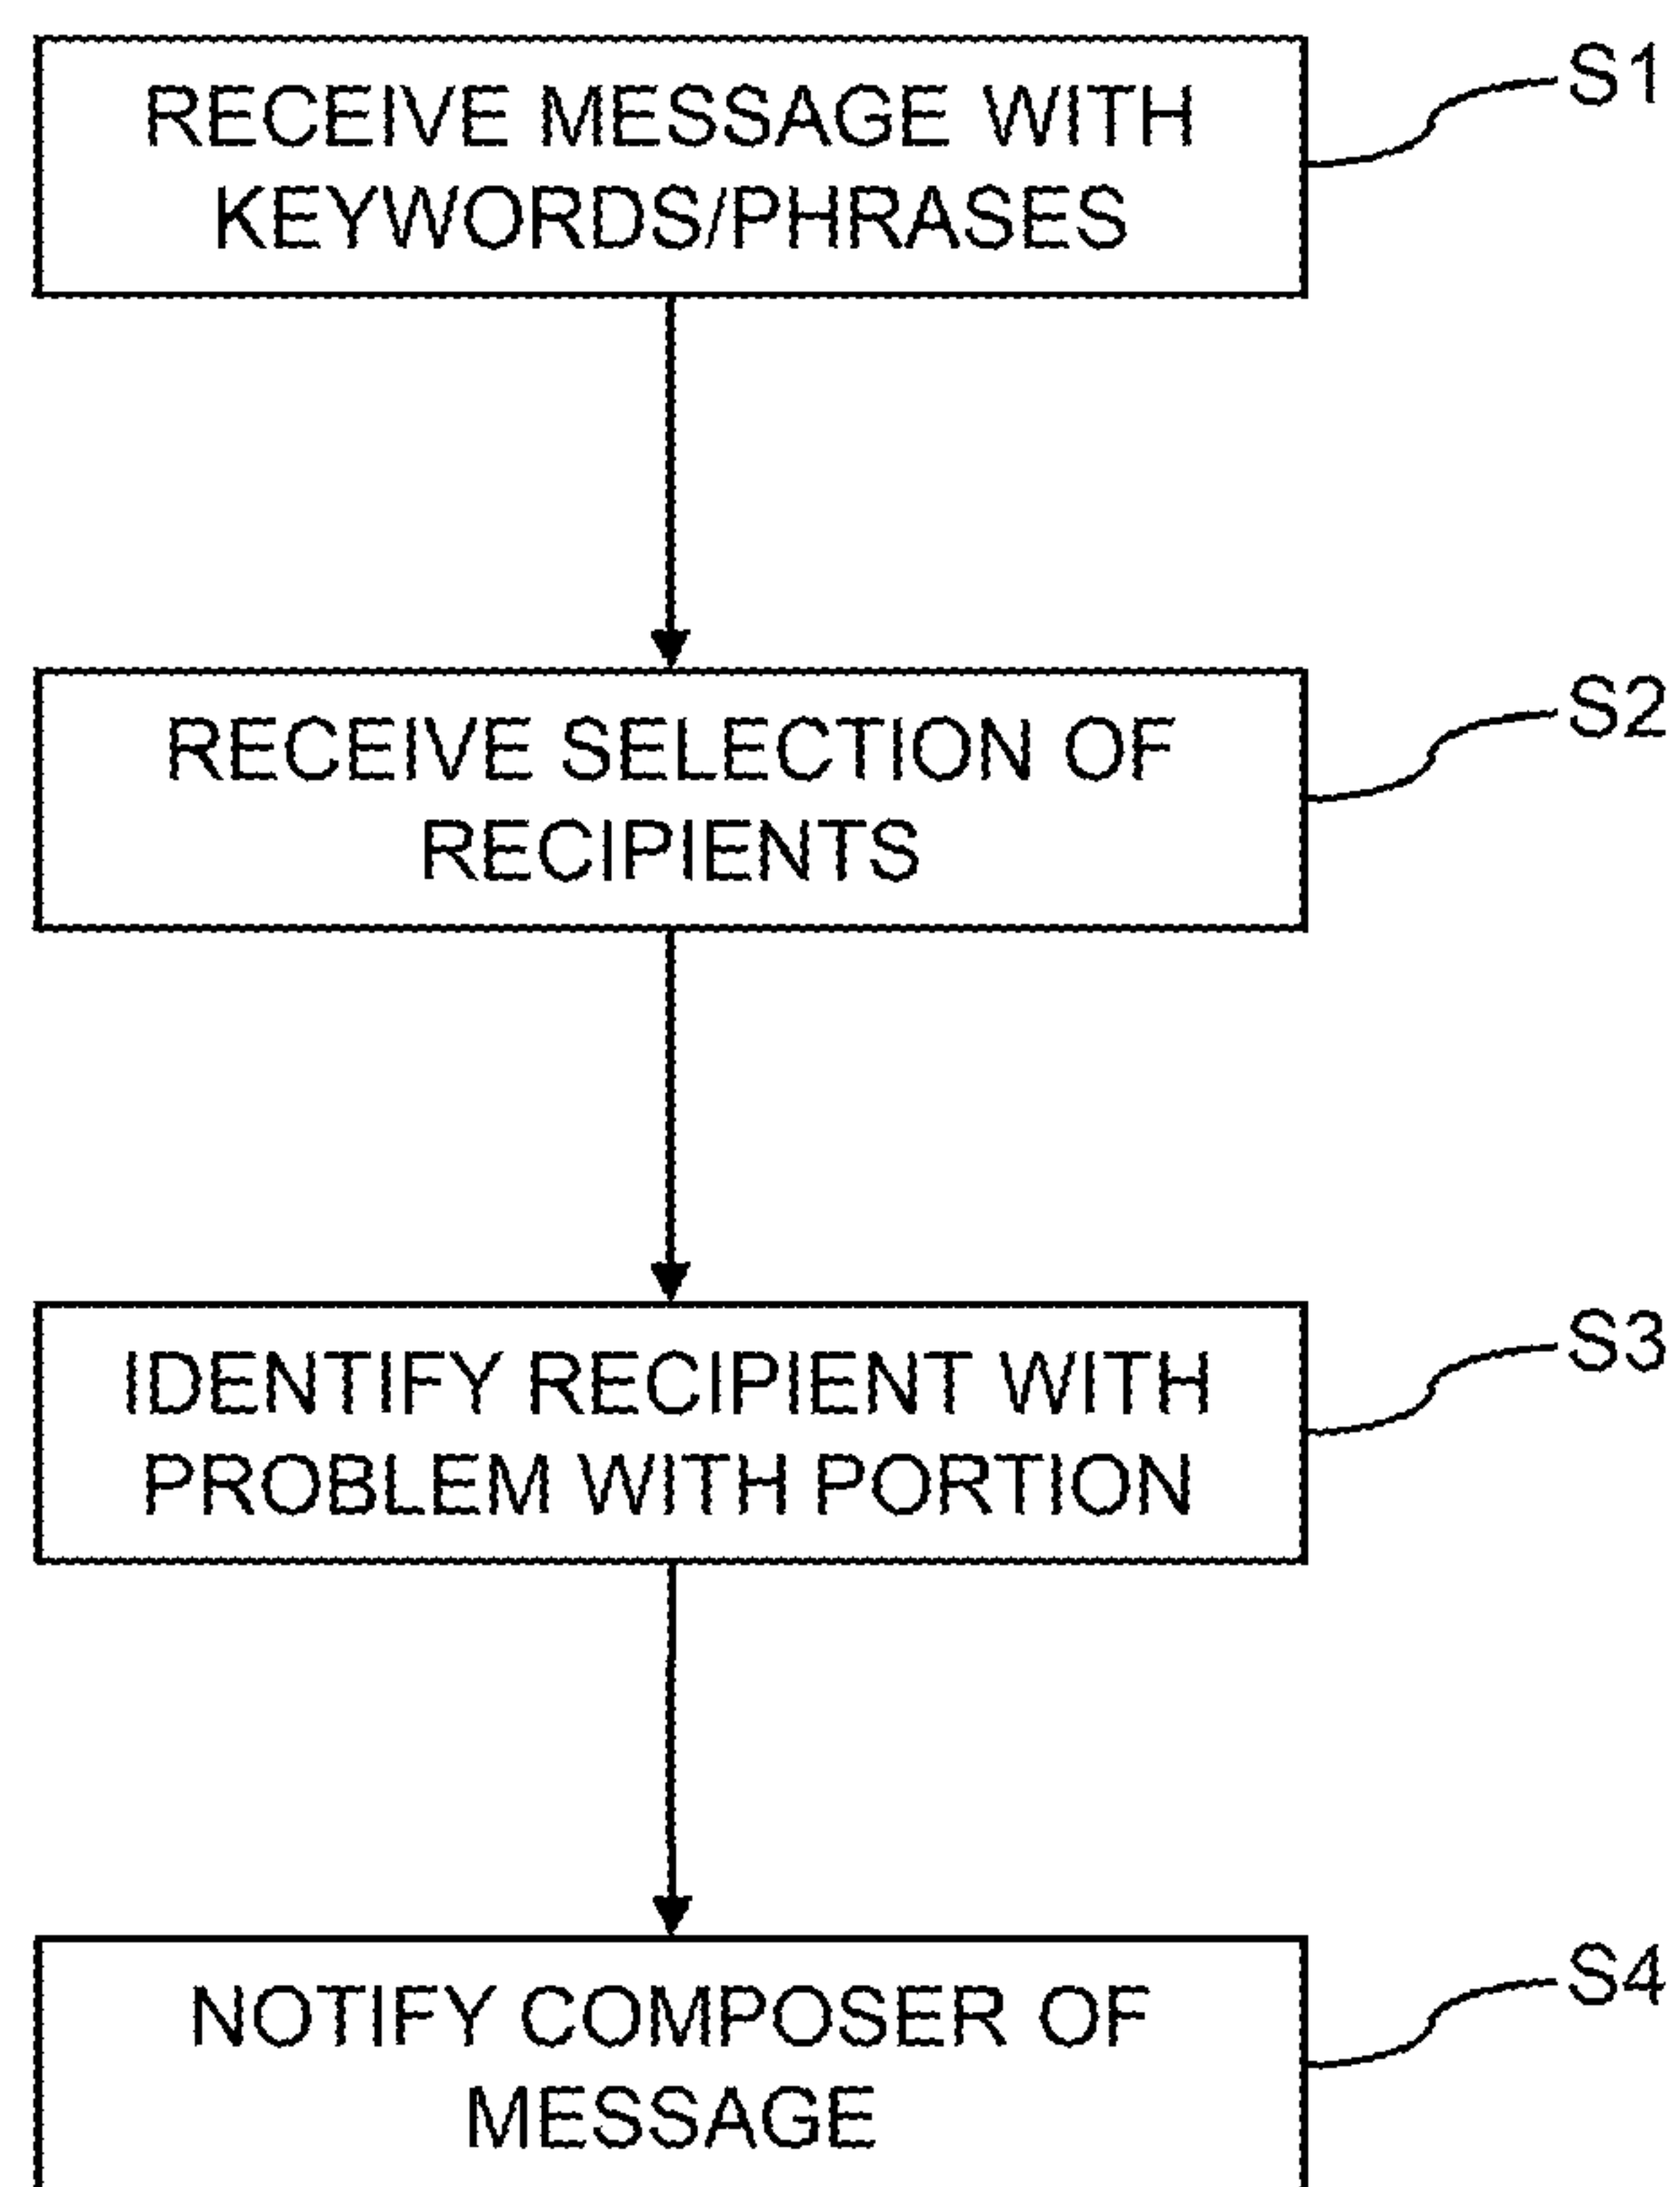 RECEIVE MESSAGE WITH
KEYWORDS/PHRASES
S1
RECEIVE SELECTION OF
RECIPIENTS
S2
IDENTIFY RECIPIENT WITH
PROBLEM WITH PORTION
S3
NOTIFY COMPOSER OF
MESSAGE
S4